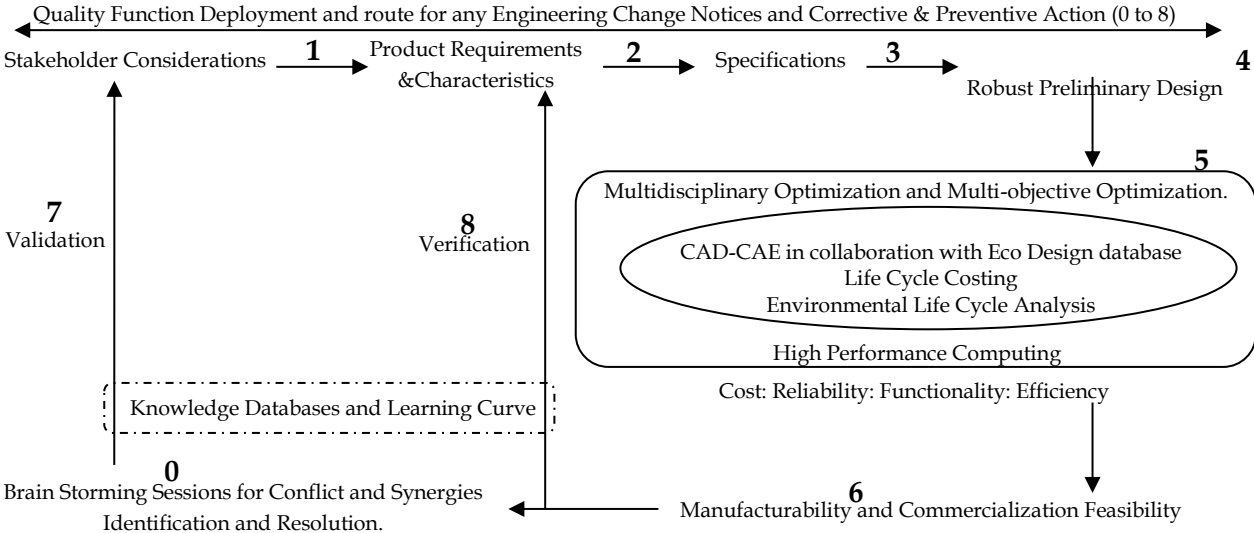 Quality Function Deployment and route for any Engineering Change Notices and Corrective & Preventive Action (0 to 8)
Stakeholder Considerations
1
Product Requirements
&Characteristics
2
Specifications
3
4
Robust Preliminary Design
5
Multidisciplinary Optimization and Multi-objective Optimization.
CAD-CAE in collaboration with Eco Design database
Life Cycle Costing
Environmental Life Cycle Analysis
High Performance Computing
7
Validation
8
Verification
Cost: Reliability: Functionality: Efficiency
Knowledge Databases and Learning Curve
0
Brain Storming Sessions for Conflict and Synergies
Identification and Resolution.
6
Manufacturability and Commercialization Feasibility